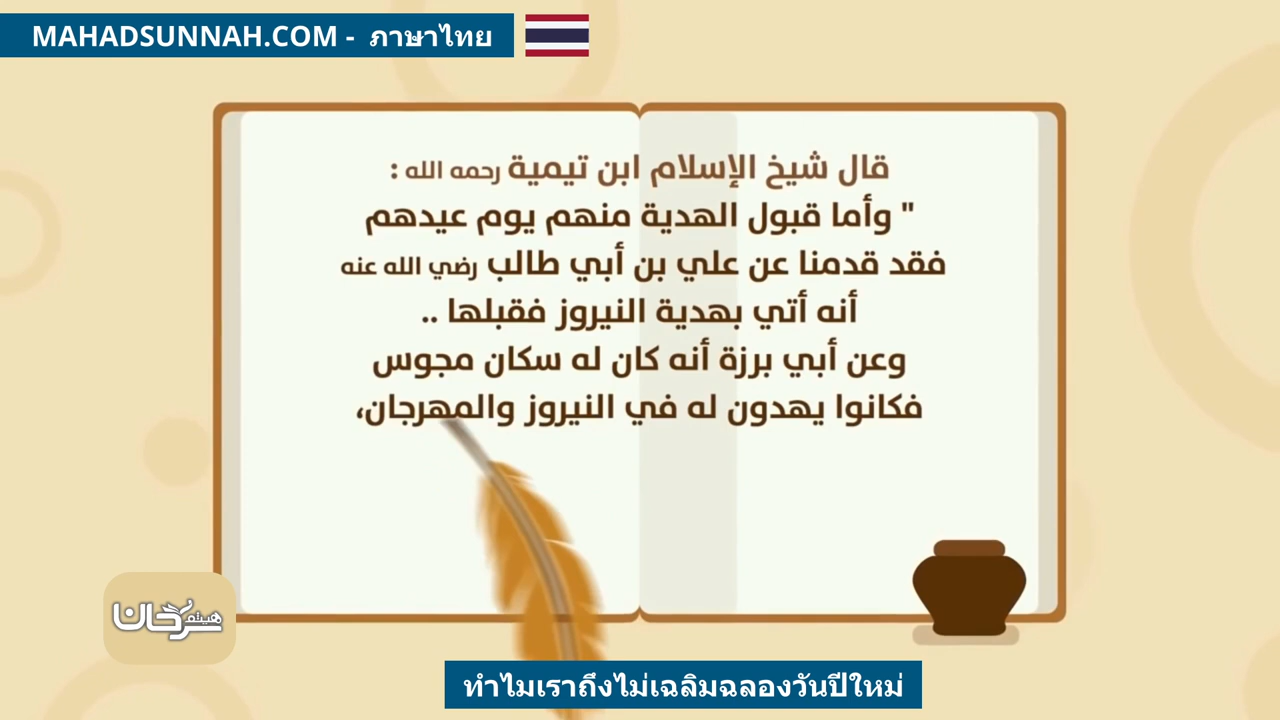 MAHADSUNNAH.COM - ภาษาไทย
قال شيخ الإسلام ابن تيمية رحمه الله :
" وأما قبول الهدية منهم يوم عيدهم
فقد قدمنا عن علي بن أبي طالب رضي الله عنه
أنه أتي بهدية النيروز فقبلها ..
وعن أبي برزة أنه كان له سكان مجوس
فكانوا يهدون له في النيروز والمهرجان،
هيثم سرحان
ทำไมเราถึงไม่เฉลิมฉลองวันปีใหม่